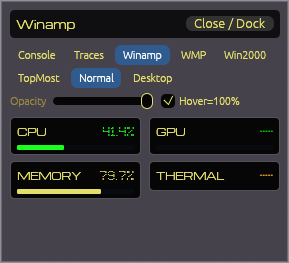 Winamp Close / Dock
Console Traces Winamp WMP Win2000
TopMost Normal Desktop
Opacity Hover=100%
CPU 41.4% GPU -----
MEMORY 79.7% THERMAL -----